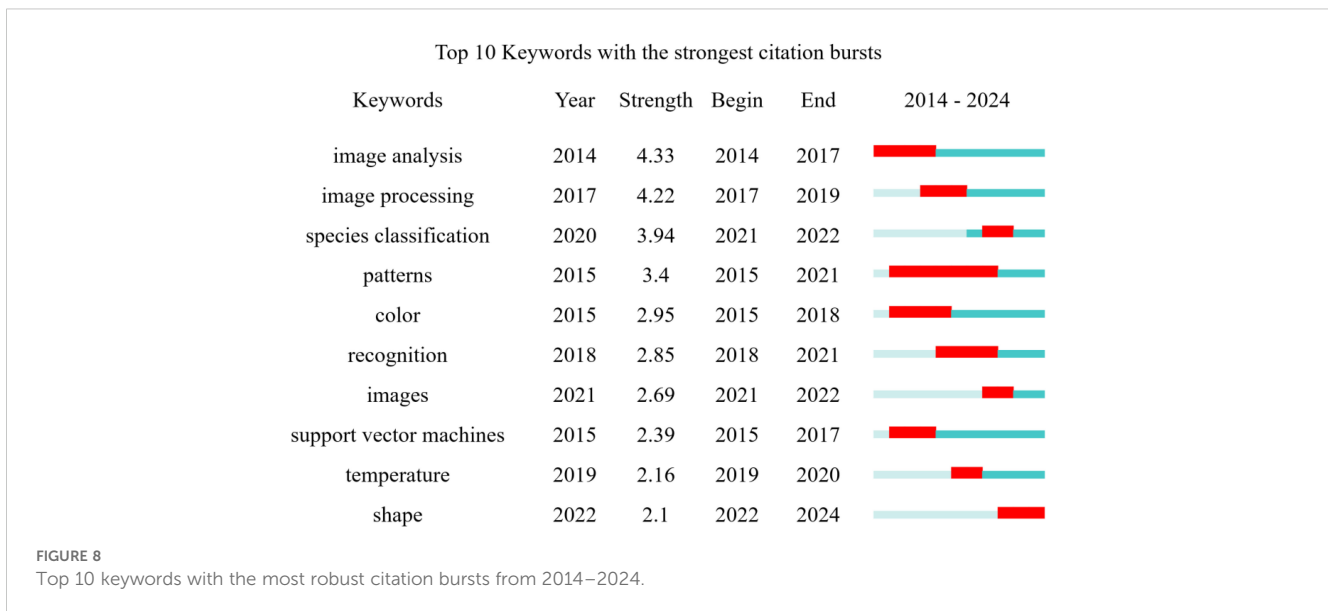 Top 10 Keywords with the strongest citation bursts
Keywords Year Strength Begin End 2014 - 2024
image analysis 2014 4.33 2014 2017
image processing 2017 4.22 2017 2019
species classification 2020 3.94 2021 2022
patterns 2015 3.4 2015 2021
color 2015 2.95 2015 2018
recognition 2018 2.85 2018 2021
images 2021 2.69 2021 2022
support vector machines 2015 2.39 2015 2017
temperature 2019 2.16 2019 2020
shape 2022 2.1 2022 2024
FIGURE 8
Top 10 keywords with the most robust citation bursts from 2014–2024.